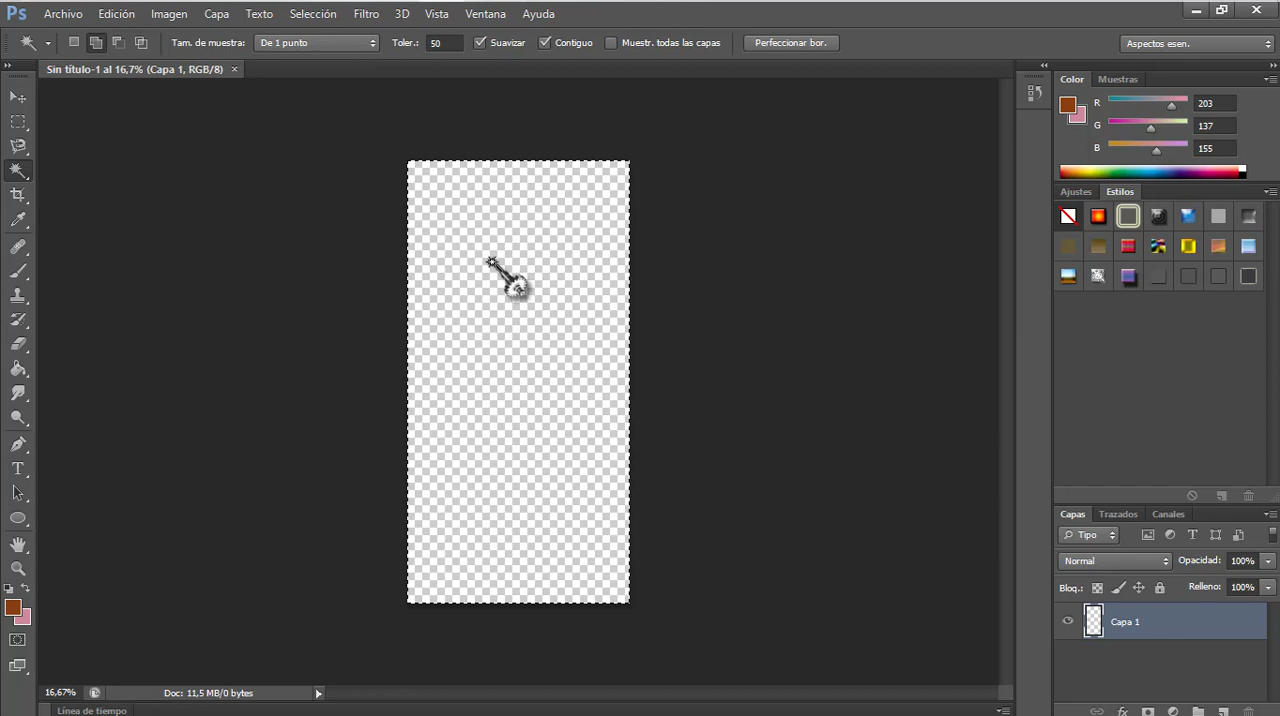 Ps Archivo Edición Imagen Capa Texto Selección Filtro 3D Vista Ventana Ayuda
Tam. de muestra: De 1 punto Toler.: 50 Suavizar Contiguo Muestr. todas las capas Perfeccionar bor. Aspectos esen.
Sin título-1 al 16,7% (Capa 1, RGB/8) ×
Color Muestras
R 203
G 137
B 155
Ajustes Estilos
Capas Trazados Canales
Tipo
Normal Opacidad: 100%
Bloq.: Relleno: 100%
Capa 1
16,67% Doc: 11,5 MB/0 bytes
Línea de tiempo